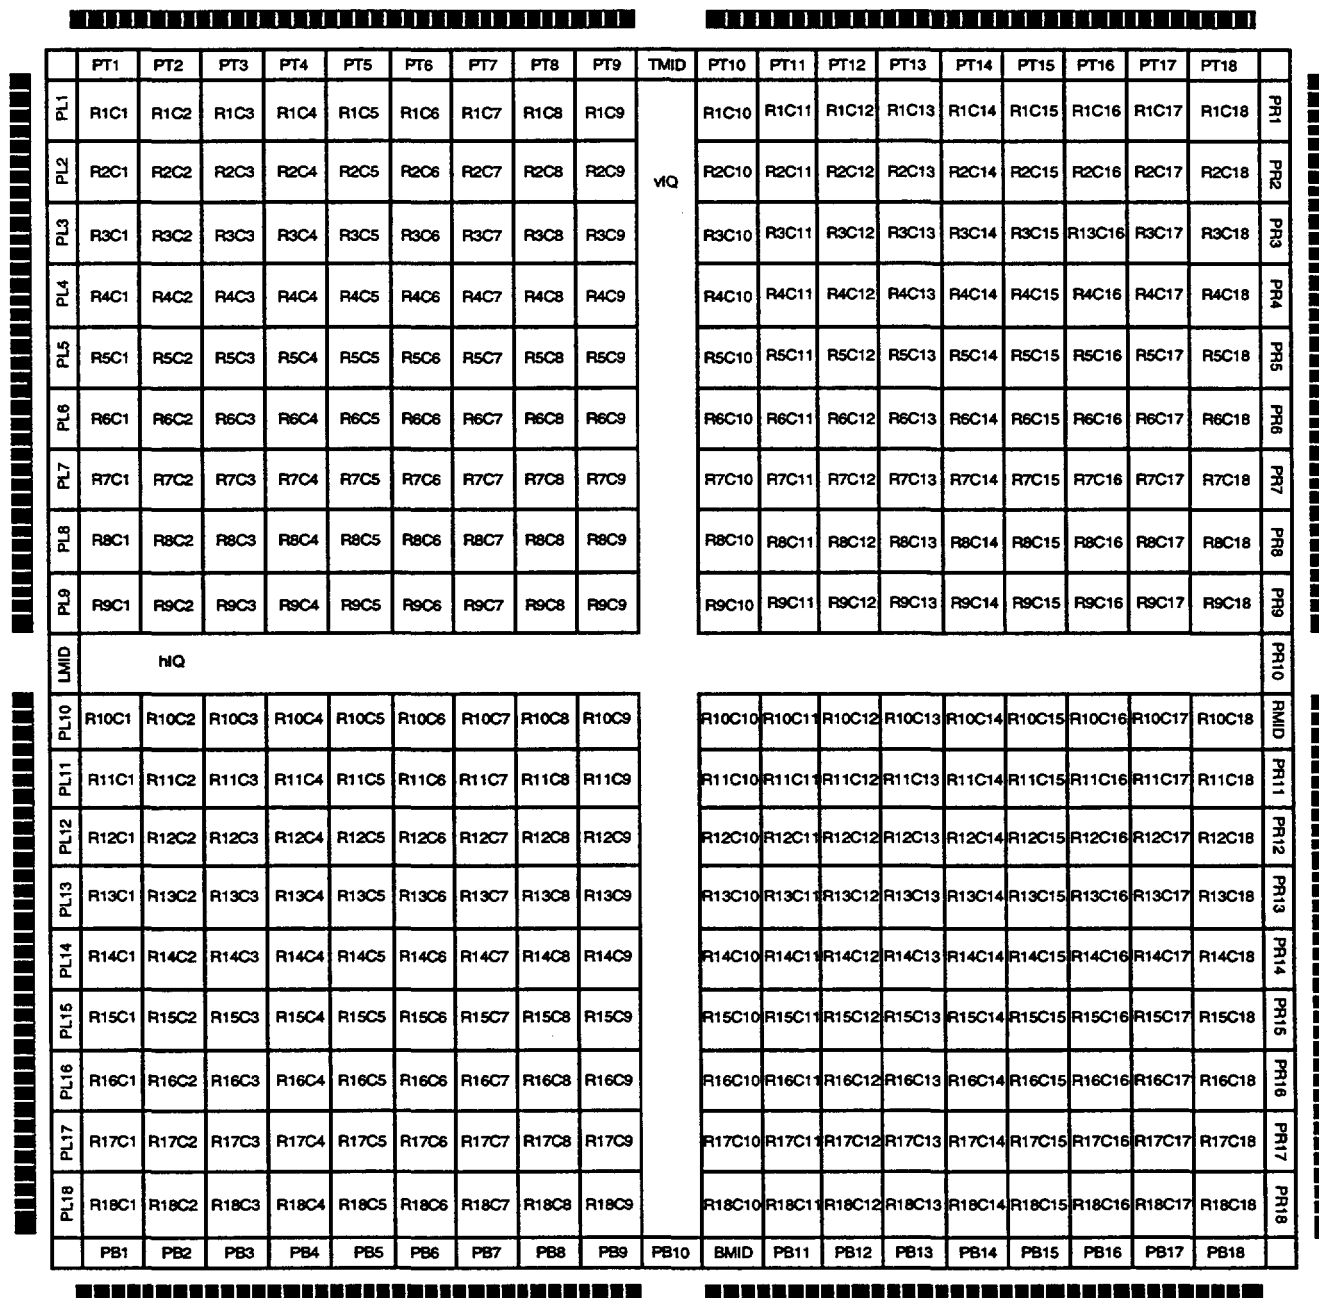 PT1 PT2 PT3 PT4 PT5 PT6 PT7 PT8 PT9 TMID PT10 PT11 PT12 PT13 PT14 PT15 PT16 PT17 PT18
PL1 R1C1 R1C2 R1C3 R1C4 R1C5 R1C6 R1C7 R1C8 R1C9 R1C10 R1C11 R1C12 R1C13 R1C14 R1C15 R1C16 R1C17 R1C18 PR1
PL2 R2C1 R2C2 R2C3 R2C4 R2C5 R2C6 R2C7 R2C8 R2C9 vIQ R2C10 R2C11 R2C12 R2C13 R2C14 R2C15 R2C16 R2C17 R2C18 PR2
PL3 R3C1 R3C2 R3C3 R3C4 R3C5 R3C6 R3C7 R3C8 R3C9 R3C10 R3C11 R3C12 R3C13 R3C14 R3C15 R13C16 R3C17 R3C18 PR3
PL4 R4C1 R4C2 R4C3 R4C4 R4C5 R4C6 R4C7 R4C8 R4C9 R4C10 R4C11 R4C12 R4C13 R4C14 R4C15 R4C16 R4C17 R4C18 PR4
PL5 R5C1 R5C2 R5C3 R5C4 R5C5 R5C6 R5C7 R5C8 R5C9 R5C10 R5C11 R5C12 R5C13 R5C14 R5C15 R5C16 R5C17 R5C18 PR5
PL6 R6C1 R6C2 R6C3 R6C4 R6C5 R6C6 R6C7 R6C8 R6C9 R6C10 R6C11 R6C12 R6C13 R6C14 R6C15 R6C16 R6C17 R6C18 PR6
PL7 R7C1 R7C2 R7C3 R7C4 R7C5 R7C6 R7C7 R7C8 R7C9 R7C10 R7C11 R7C12 R7C13 R7C14 R7C15 R7C16 R7C17 R7C18 PR7
PL8 R8C1 R8C2 R8C3 R8C4 R8C5 R8C6 R8C7 R8C8 R8C9 R8C10 R8C11 R8C12 R8C13 R8C14 R8C15 R8C16 R8C17 R8C18 PR8
PL9 R9C1 R9C2 R9C3 R9C4 R9C5 R9C6 R9C7 R9C8 R9C9 R9C10 R9C11 R9C12 R9C13 R9C14 R9C15 R9C16 R9C17 R9C18 PR9
LMID hIQ PR10
PL10 R10C1 R10C2 R10C3 R10C4 R10C5 R10C6 R10C7 R10C8 R10C9 R10C10 R10C11 R10C12 R10C13 R10C14 R10C15 R10C16 R10C17 R10C18 RMID
PL11 R11C1 R11C2 R11C3 R11C4 R11C5 R11C6 R11C7 R11C8 R11C9 R11C10 R11C11 R11C12 R11C13 R11C14 R11C15 R11C16 R11C17 R11C18 PR11
PL12 R12C1 R12C2 R12C3 R12C4 R12C5 R12C6 R12C7 R12C8 R12C9 R12C10 R12C11 R12C12 R12C13 R12C14 R12C15 R12C16 R12C17 R12C18 PR12
PL13 R13C1 R13C2 R13C3 R13C4 R13C5 R13C6 R13C7 R13C8 R13C9 R13C10 R13C11 R13C12 R13C13 R13C14 R13C15 R13C16 R13C17 R13C18 PR13
PL14 R14C1 R14C2 R14C3 R14C4 R14C5 R14C6 R14C7 R14C8 R14C9 R14C10 R14C11 R14C12 R14C13 R14C14 R14C15 R14C16 R14C17 R14C18 PR14
PL15 R15C1 R15C2 R15C3 R15C4 R15C5 R15C6 R15C7 R15C8 R15C9 R15C10 R15C11 R15C12 R15C13 R15C14 R15C15 R15C16 R15C17 R15C18 PR15
PL16 R16C1 R16C2 R16C3 R16C4 R16C5 R16C6 R16C7 R16C8 R16C9 R16C10 R16C11 R16C12 R16C13 R16C14 R16C15 R16C16 R16C17 R16C18 PR16
PL17 R17C1 R17C2 R17C3 R17C4 R17C5 R17C6 R17C7 R17C8 R17C9 R17C10 R17C11 R17C12 R17C13 R17C14 R17C15 R17C16 R17C17 R17C18 PR17
PL18 R18C1 R18C2 R18C3 R18C4 R18C5 R18C6 R18C7 R18C8 R18C9 R18C10 R18C11 R18C12 R18C13 R18C14 R18C15 R18C16 R18C17 R18C18 PR18
PB1 PB2 PB3 PB4 PB5 PB6 PB7 PB8 PB9 PB10 BMID PB11 PB12 PB13 PB14 PB15 PB16 PB17 PB18